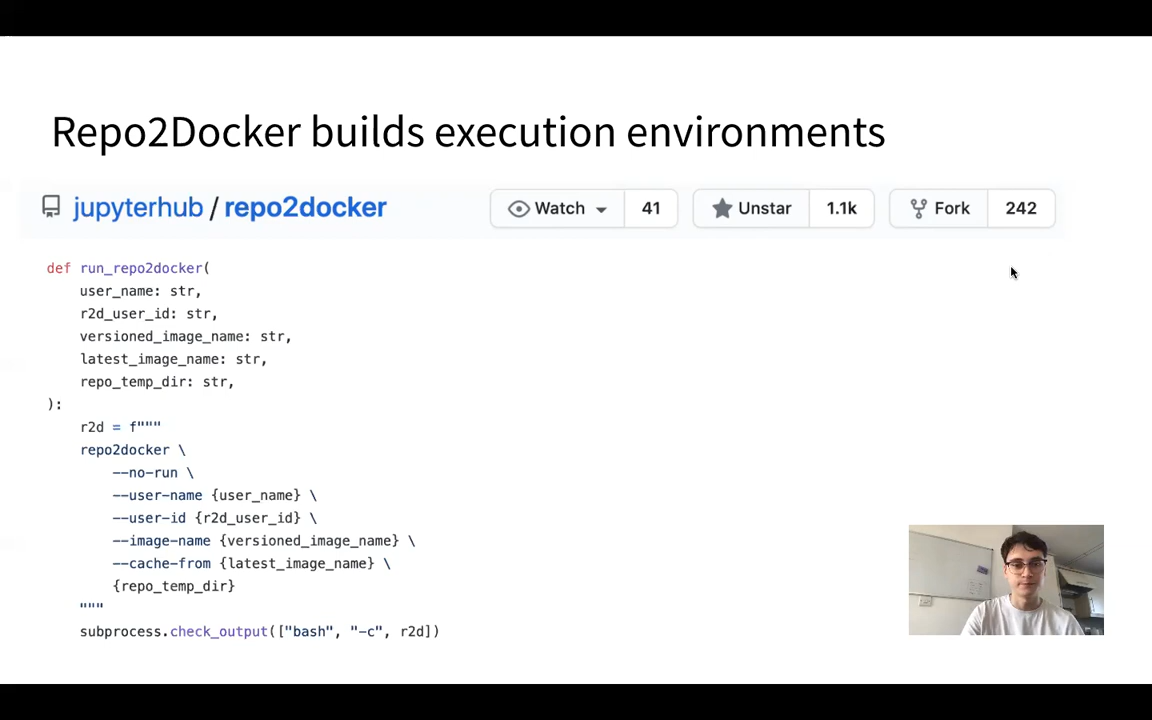 Repo2Docker builds execution environments
jupyterhub / repo2docker Watch 41 Unstar 1.1k Fork 242
def run_repo2docker(
    user_name: str,
    r2d_user_id: str,
    versioned_image_name: str,
    latest_image_name: str,
    repo_temp_dir: str,
):
    r2d = f"""
    repo2docker \
        --no-run \
        --user-name {user_name} \
        --user-id {r2d_user_id} \
        --image-name {versioned_image_name} \
        --cache-from {latest_image_name} \
        {repo_temp_dir}
    """
    subprocess.check_output(["bash", "-c", r2d])